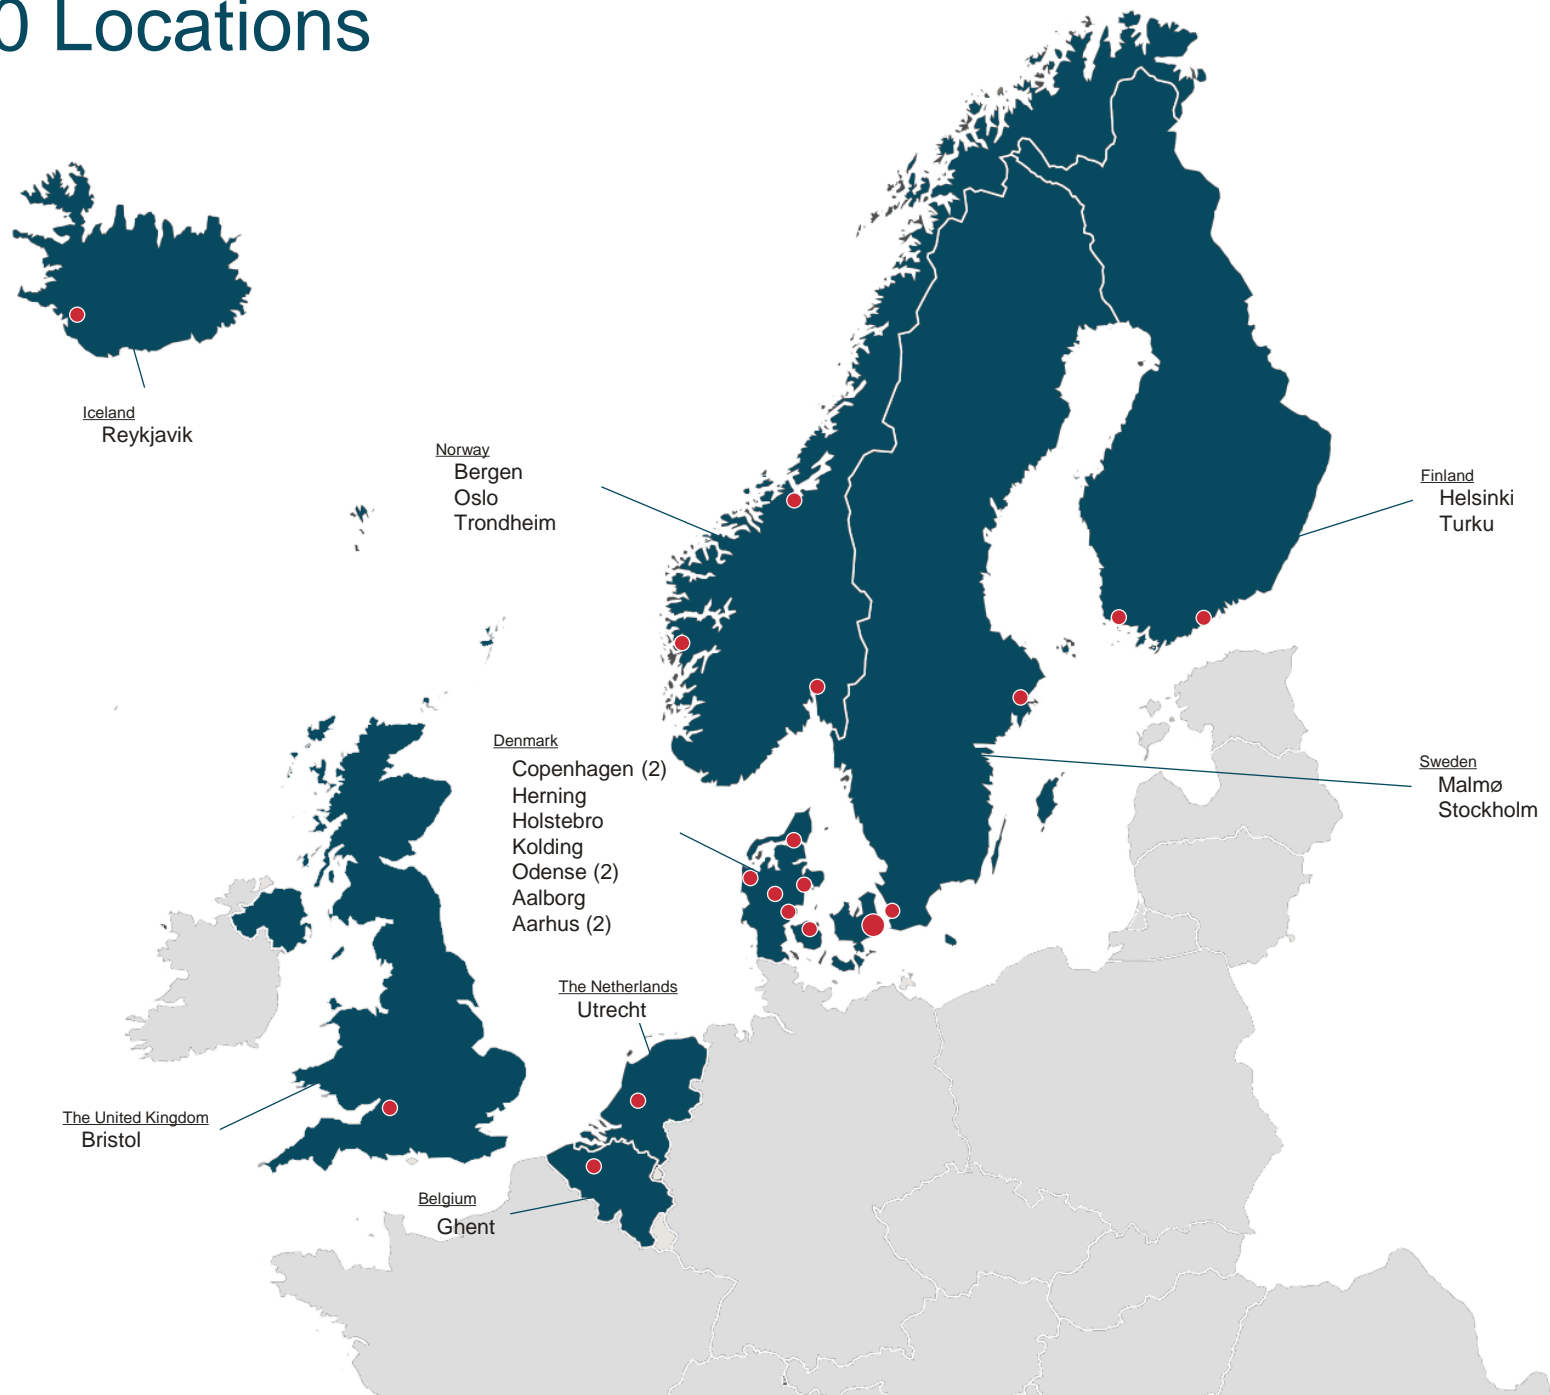 0 Locations
Iceland
Reykjavik
Norway
Bergen
Oslo
Trondheim
Finland
Helsinki
Turku
Denmark
Copenhagen (2)
Herning
Holstebro
Kolding
Odense (2)
Aalborg
Aarhus (2)
Sweden
Malmø
Stockholm
The Netherlands
Utrecht
The United Kingdom
Bristol
Belgium
Ghent